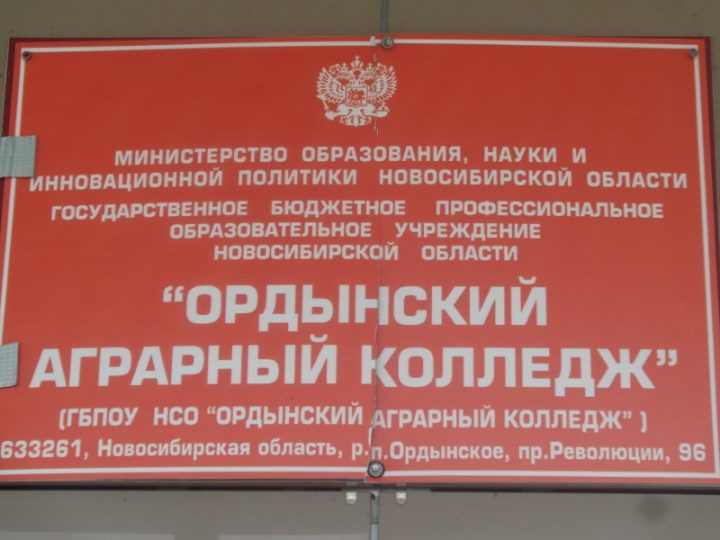 МИНИСТЕРСТВО ОБРАЗОВАНИЯ, НАУКИ И
ИННОВАЦИОННОЙ ПОЛИТИКИ НОВОСИБИРСКОЙ ОБЛАСТИ
ГОСУДАРСТВЕННОЕ БЮДЖЕТНОЕ ПРОФЕССИОНАЛЬНОЕ
ОБРАЗОВАТЕЛЬНОЕ УЧРЕЖДЕНИЕ
НОВОСИБИРСКОЙ ОБЛАСТИ
“ОРДЫНСКИЙ
АГРАРНЫЙ КОЛЛЕДЖ”
(ГБПОУ НСО “ОРДЫНСКИЙ АГРАРНЫЙ КОЛЛЕДЖ” )
633261, Новосибирская область, р.п.Ордынское, пр.Революции, 96